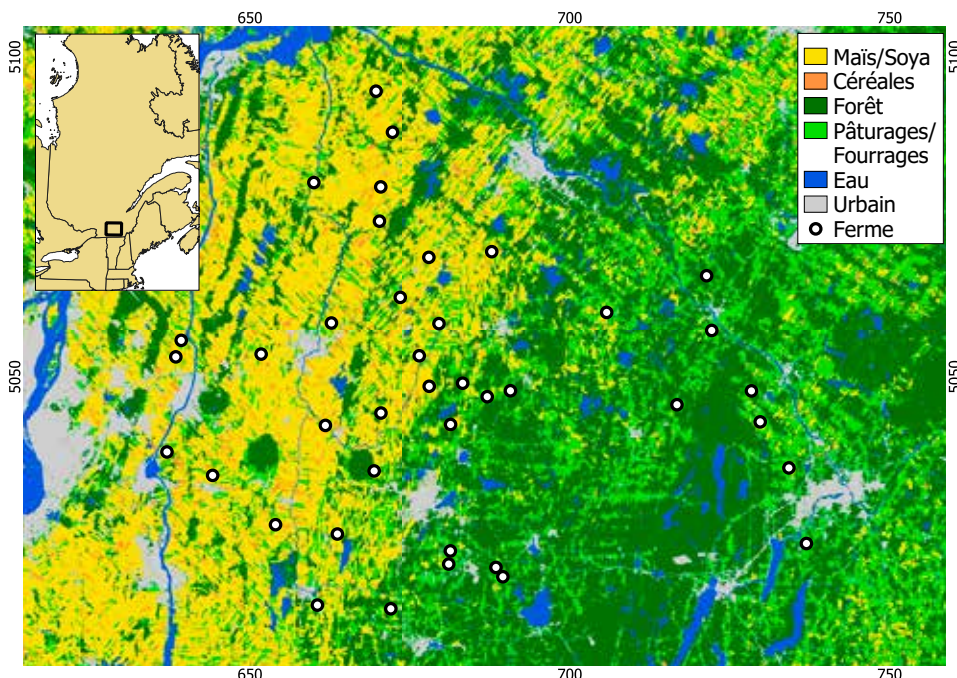 650
700
750
5100
5100
Maïs/Soya
Céréales
Forêt
Pâturages/
Fourrages
Eau
Urbain
Ferme
5050
5050
650
700
750